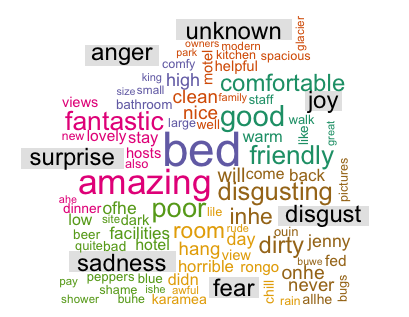 unknown
glacier
owners modern
anger
park kitchen spacious
motel
comfy
helpful
king small high
comfortable
size
clean family staff
joy
views
bathroom
nice
good
fantastic
large well
walk
like
great
new lovely stay
bed
warm
surprise
hosts
friendly
also
amazing
will come back
pictures
disgusting
ahe
dinner ofhe
poor
lile
inhe
disgust
low site dark
room
rude
ouin
beer facilities
day
dirty jenny
quite bad hotel
hang view
buwe fed
sadness
horrible rongo
onhe
bugs
pay peppers blue didn
chill
never
shame ishe awful
fear
shower buhe karamea
rain allhe